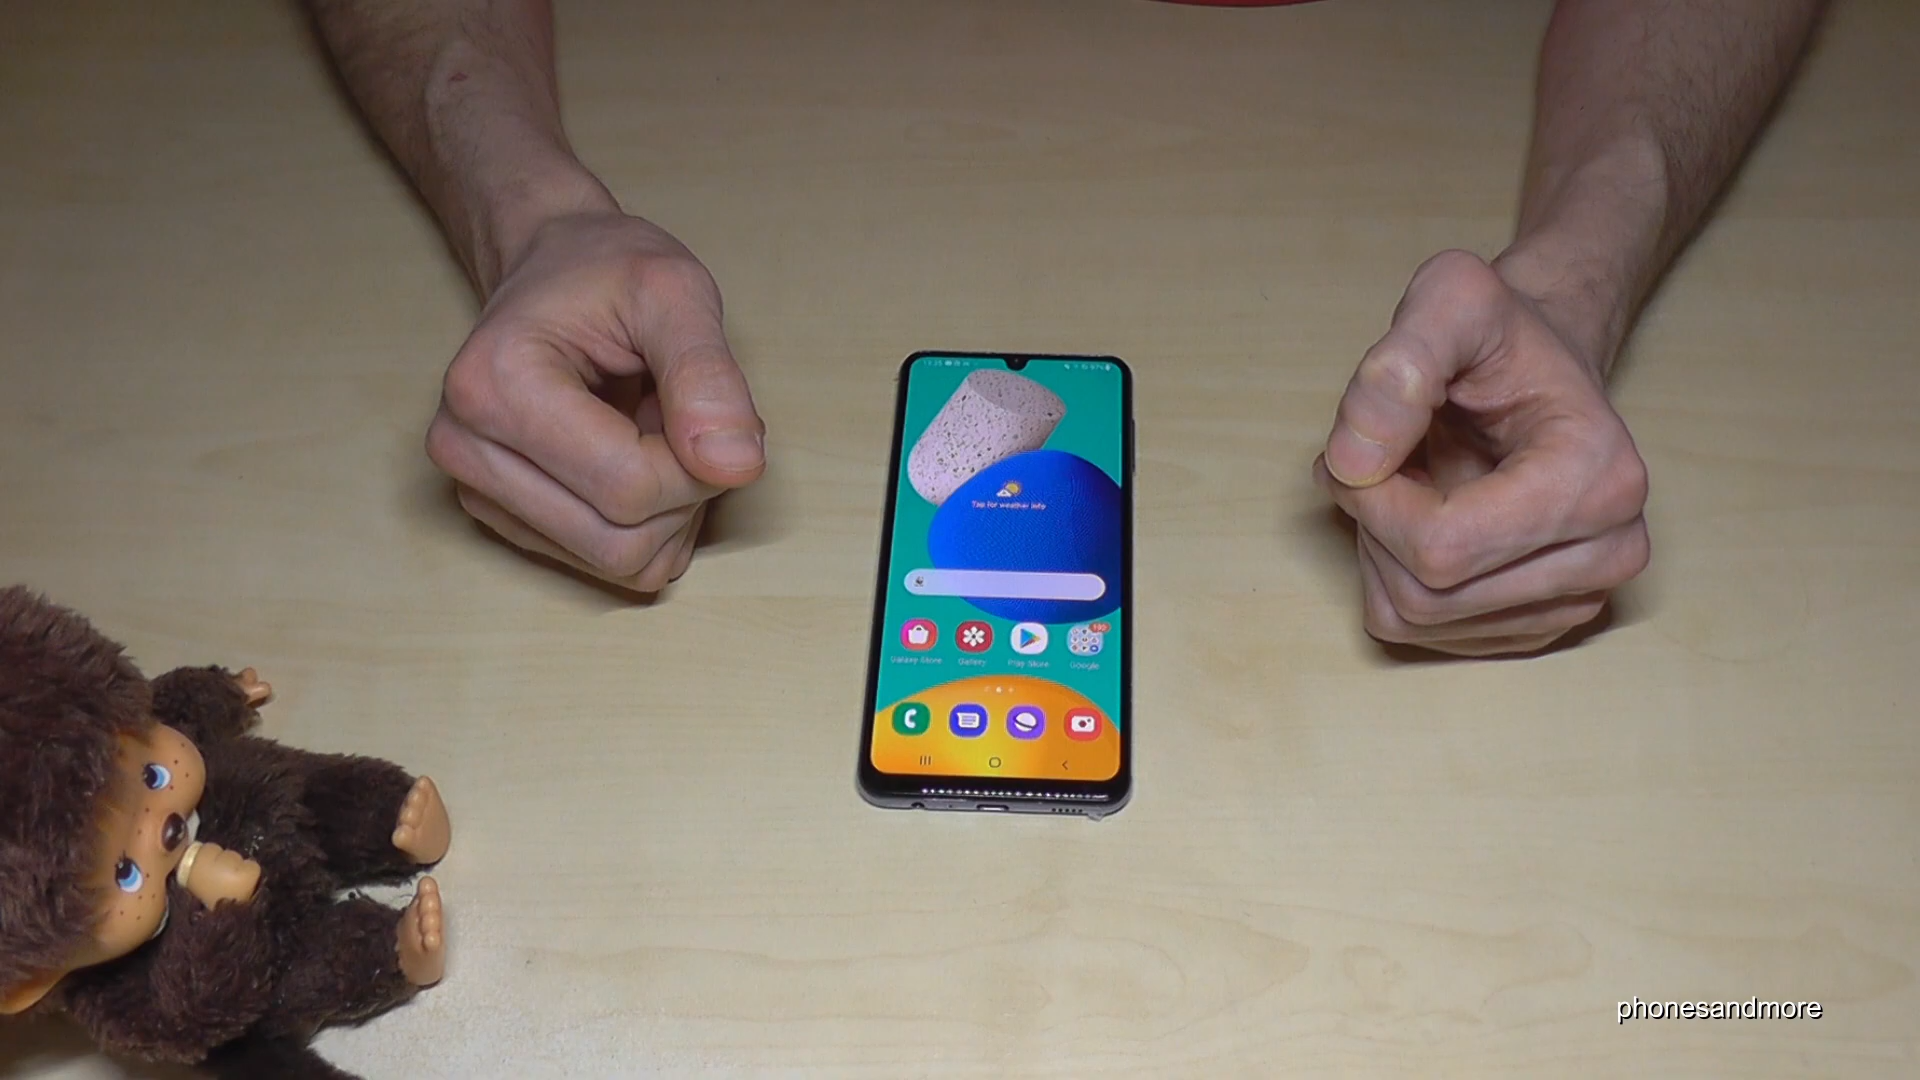 Tap for weather info
Galaxy Store
Gallery
Play Store
Google
phonesandmore